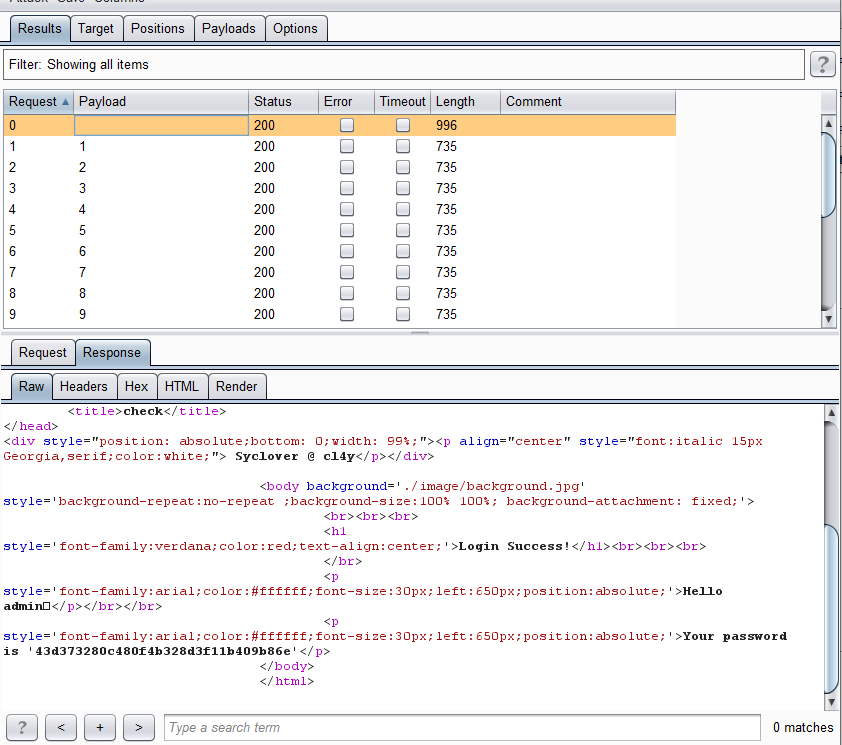 Results Target Positions Payloads Options
Filter: Showing all items ?
Request ▲ Payload Status Error Timeout Length Comment
0 200 996
1 1 200 735
2 2 200 735
3 3 200 735
4 4 200 735
5 5 200 735
6 6 200 735
7 7 200 735
8 8 200 735
9 9 200 735
Request Response
Raw Headers Hex HTML Render
<title>check</title>
</head>
<div style="position: absolute;bottom: 0;width: 99%;"><p align="center" style="font:italic 15px
Georgia,serif;color:white;"> Syclover @ cl4y</p></div>
<body background='./image/background.jpg'
style='background-repeat:no-repeat ;background-size:100% 100%; background-attachment: fixed;'>
<br><br><br>
<h1
style='font-family:verdana;color:red;text-align:center;'>Login Success!</h1><br><br><br>
</br>
<p
style='font-family:arial;color:#ffffff;font-size:30px;left:650px;position:absolute;'>Hello
admin□</p></br></br>
<p
style='font-family:arial;color:#ffffff;font-size:30px;left:650px;position:absolute;'>Your password
is '43d373280c480f4b328d3f11b409b86e'</p>
</body>
</html>
? < + > Type a search term 0 matches